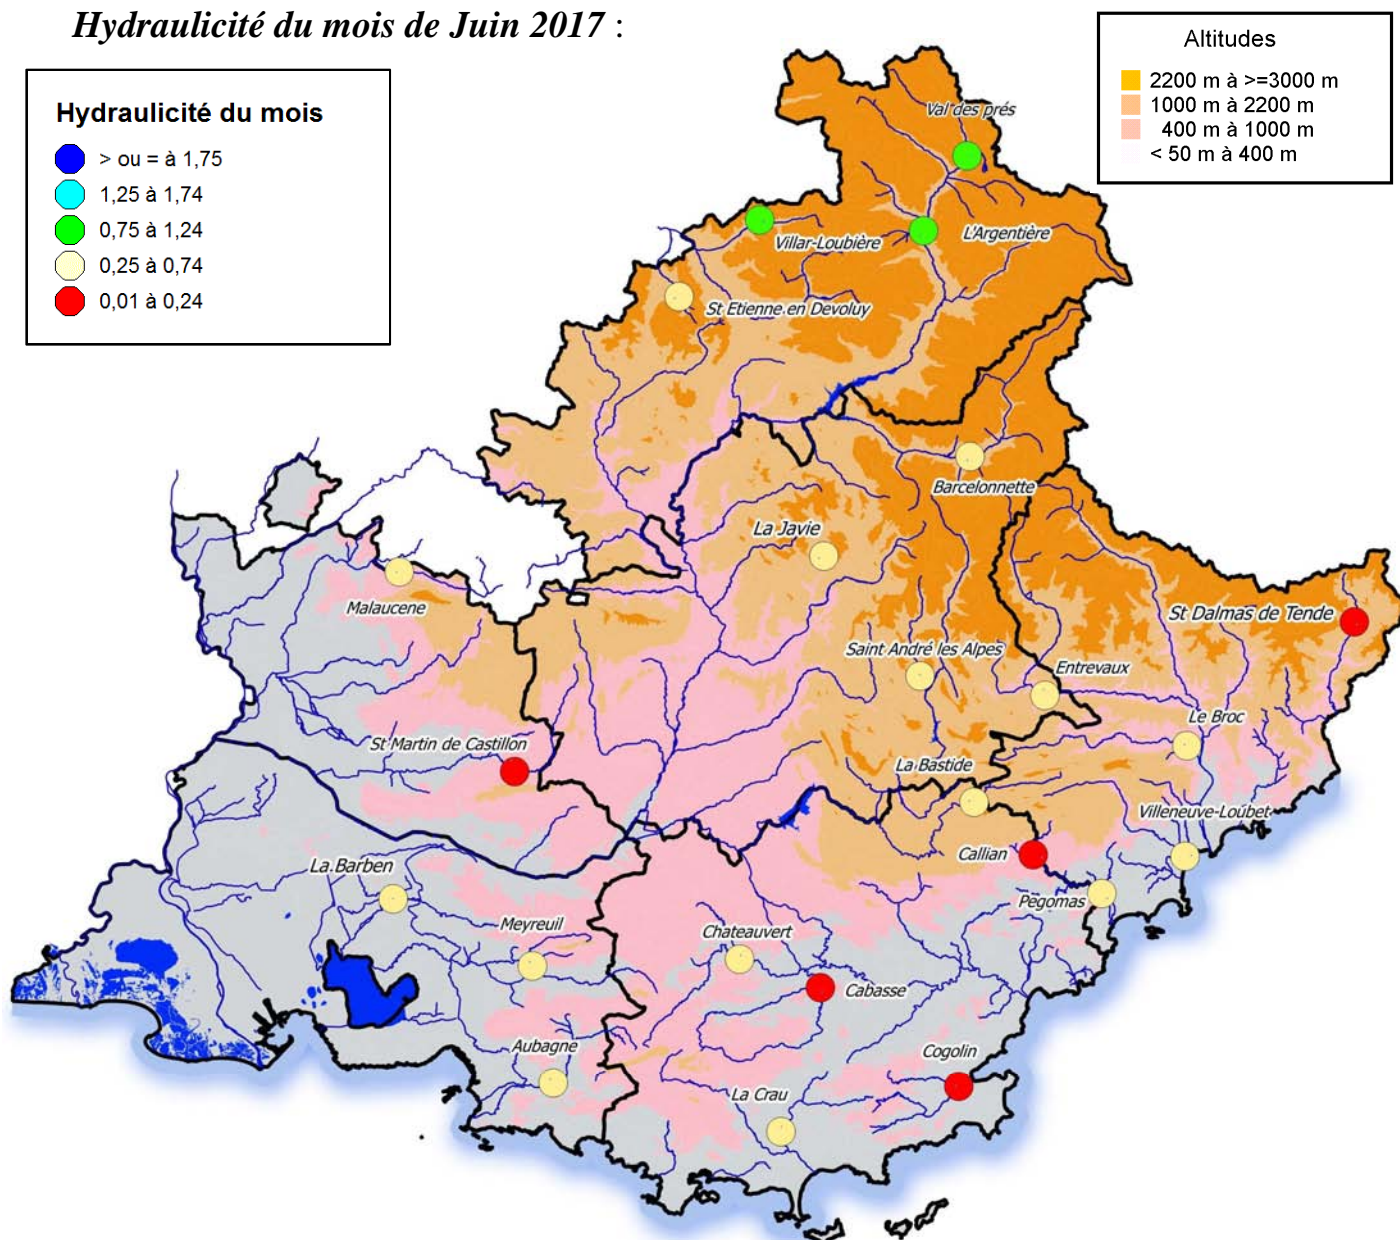 Hydraulicité du mois de Juin 2017 :
Hydraulicité du mois
> ou = à 1,75
1,25 à 1,74
0,75 à 1,24
0,25 à 0,74
0,01 à 0,24
Altitudes
2200 m à >=3000 m
1000 m à 2200 m
400 m à 1000 m
< 50 m à 400 m
Val des prés
L'Argentière
Villar-Loubière
St Etienne en Devoluy
Barcelonnette
La Javie
Malaucene
St Dalmas de Tende
Saint André les Alpes
Entrevaux
Le Broc
St Martin de Castillon
La Bastide
Villeneuve-Loubet
Callian
La Barben
Pegomas
Meyreuil
Chateauvert
Cabasse
Aubagne
Cogolin
La Crau